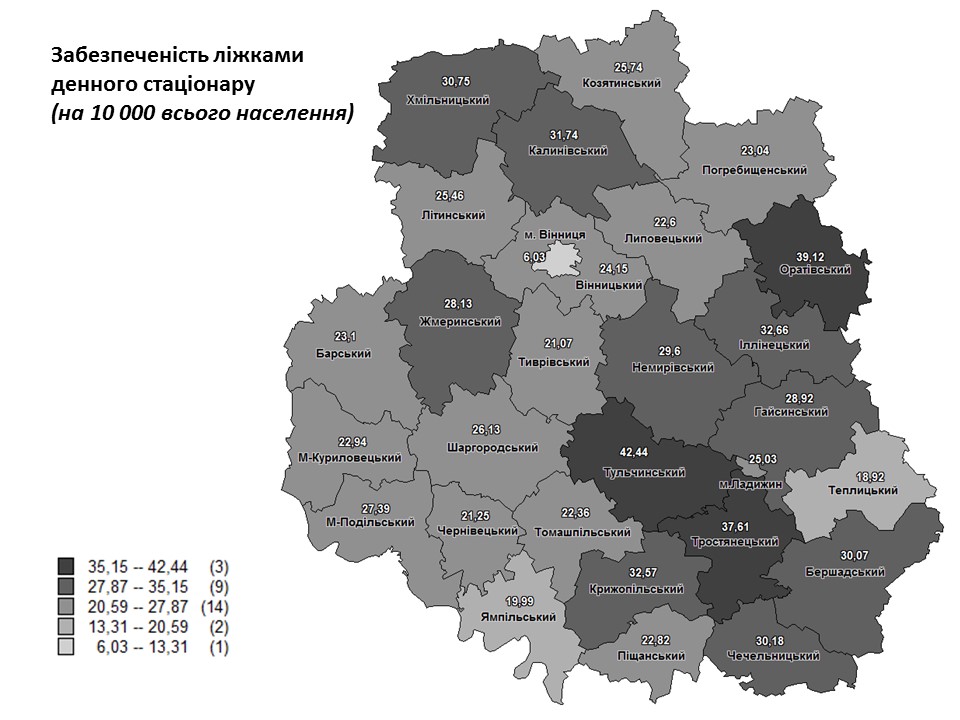 Забезпеченість ліжками
денного стаціонару
(на 10 000 всього населення)
25,74
Козятинський
30,75
Хмільницький
31,74
Калинівський
23,04
Погребищенський
25,46
Літинський
22,6
Липовецький
м. Вінниця
6,03
24,15
Вінницький
39,12
Оратівський
28,13
Жмеринський
23,1
Барський
21,07
Тиврівський
29,6
Немирівський
32,66
Іллінецький
28,92
Гайсинський
22,94
М-Куриловецький
26,13
Шаргородський
42,44
Тульчинський
25,03
м.Ладижин
18,92
Теплицький
27,39
М-Подільський
21,25
Чернівецький
22,36
Томашпільський
37,61
Тростянецький
30,07
Бершадський
32,57
Крижопільський
19,99
Ямпільський
22,82
Піщанський
30,18
Чечельницький
35,15 -- 42,44 (3)
27,87 -- 35,15 (9)
20,59 -- 27,87 (14)
13,31 -- 20,59 (2)
6,03 -- 13,31 (1)